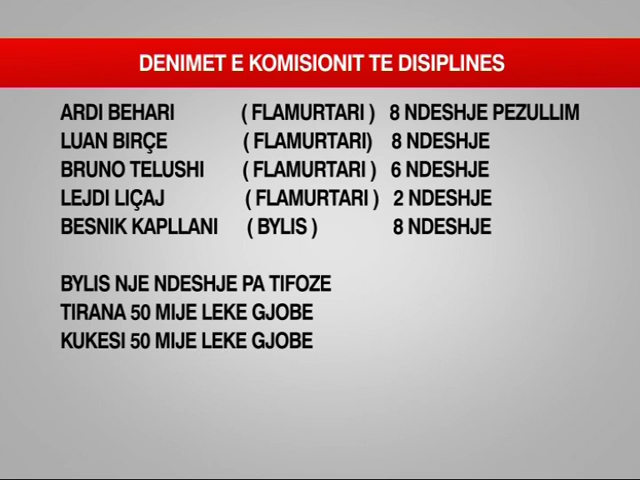 DENIMET E KOMISIONIT TE DISIPLINES
ARDI BEHARI ( FLAMURTARI ) 8 NDESHJE PEZULLIM
LUAN BIRÇE ( FLAMURTARI) 8 NDESHJE
BRUNO TELUSHI ( FLAMURTARI ) 6 NDESHJE
LEJDI LIÇAJ ( FLAMURTARI ) 2 NDESHJE
BESNIK KAPLLANI ( BYLIS ) 8 NDESHJE
BYLIS NJE NDESHJE PA TIFOZE
TIRANA 50 MIJE LEKE GJOBE
KUKESI 50 MIJE LEKE GJOBE